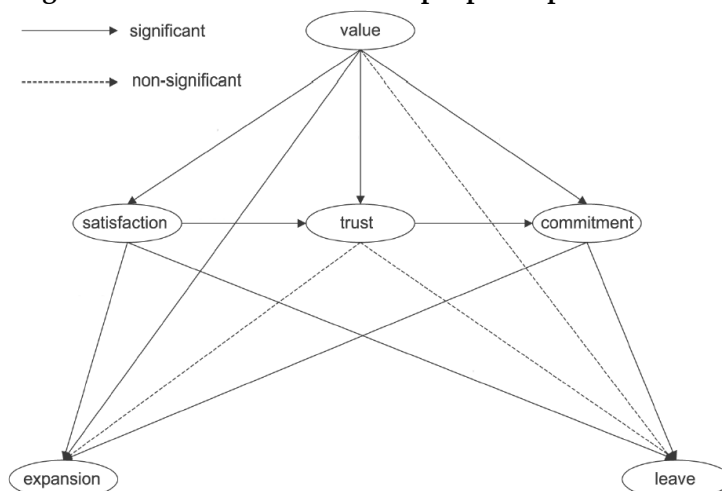 significant
value
non-significant
satisfaction
trust
commitment
expansion
leave